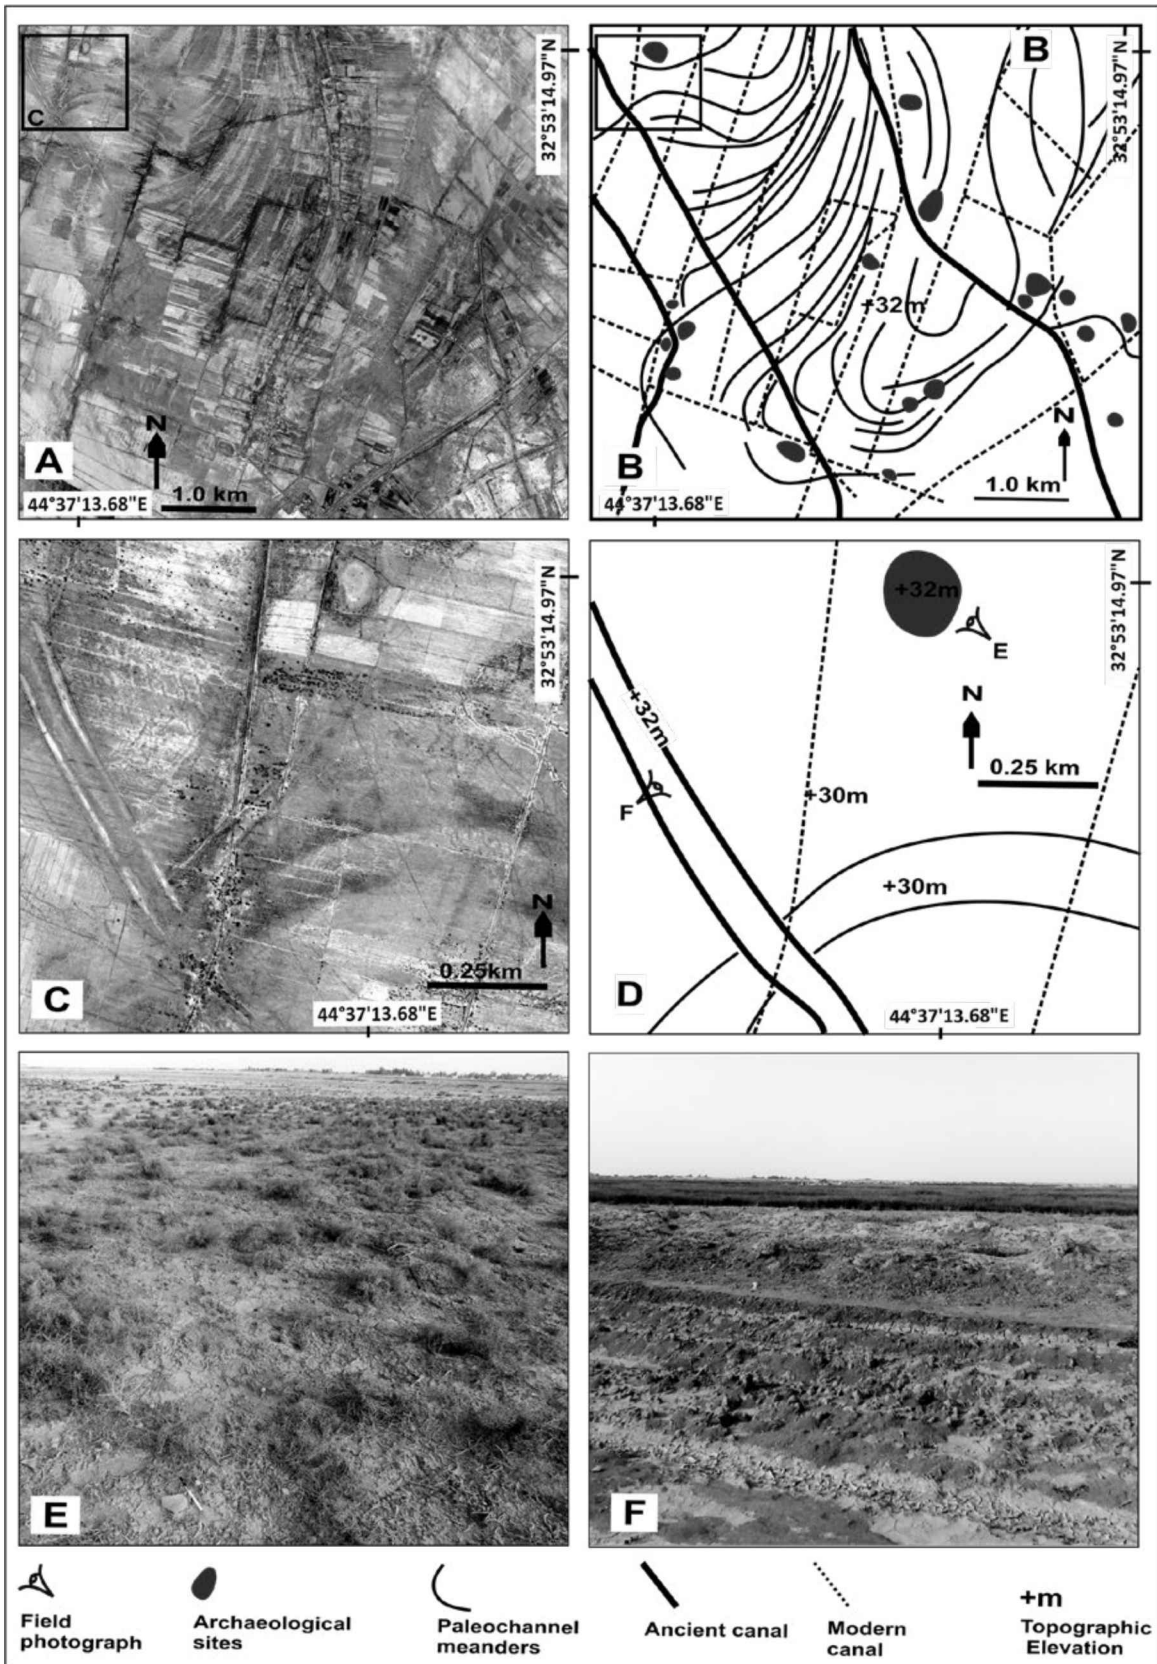 C
N
A
44°37'13.68"E
1.0 km
32°53'14.97"N
B
B
+32m
N
B
44°37'13.68"E
1.0 km
32°53'14.97"N
C
N
0.25km
44°37'13.68"E
32°53'14.97"N
+32m
E
N
+32m
0.25 km
F
+30m
+30m
D
44°37'13.68"E
32°53'14.97"N
E
F
Field
photograph
Archaeological
sites
Paleochannel
meanders
Ancient canal
Modern
canal
+m
Topographic
Elevation